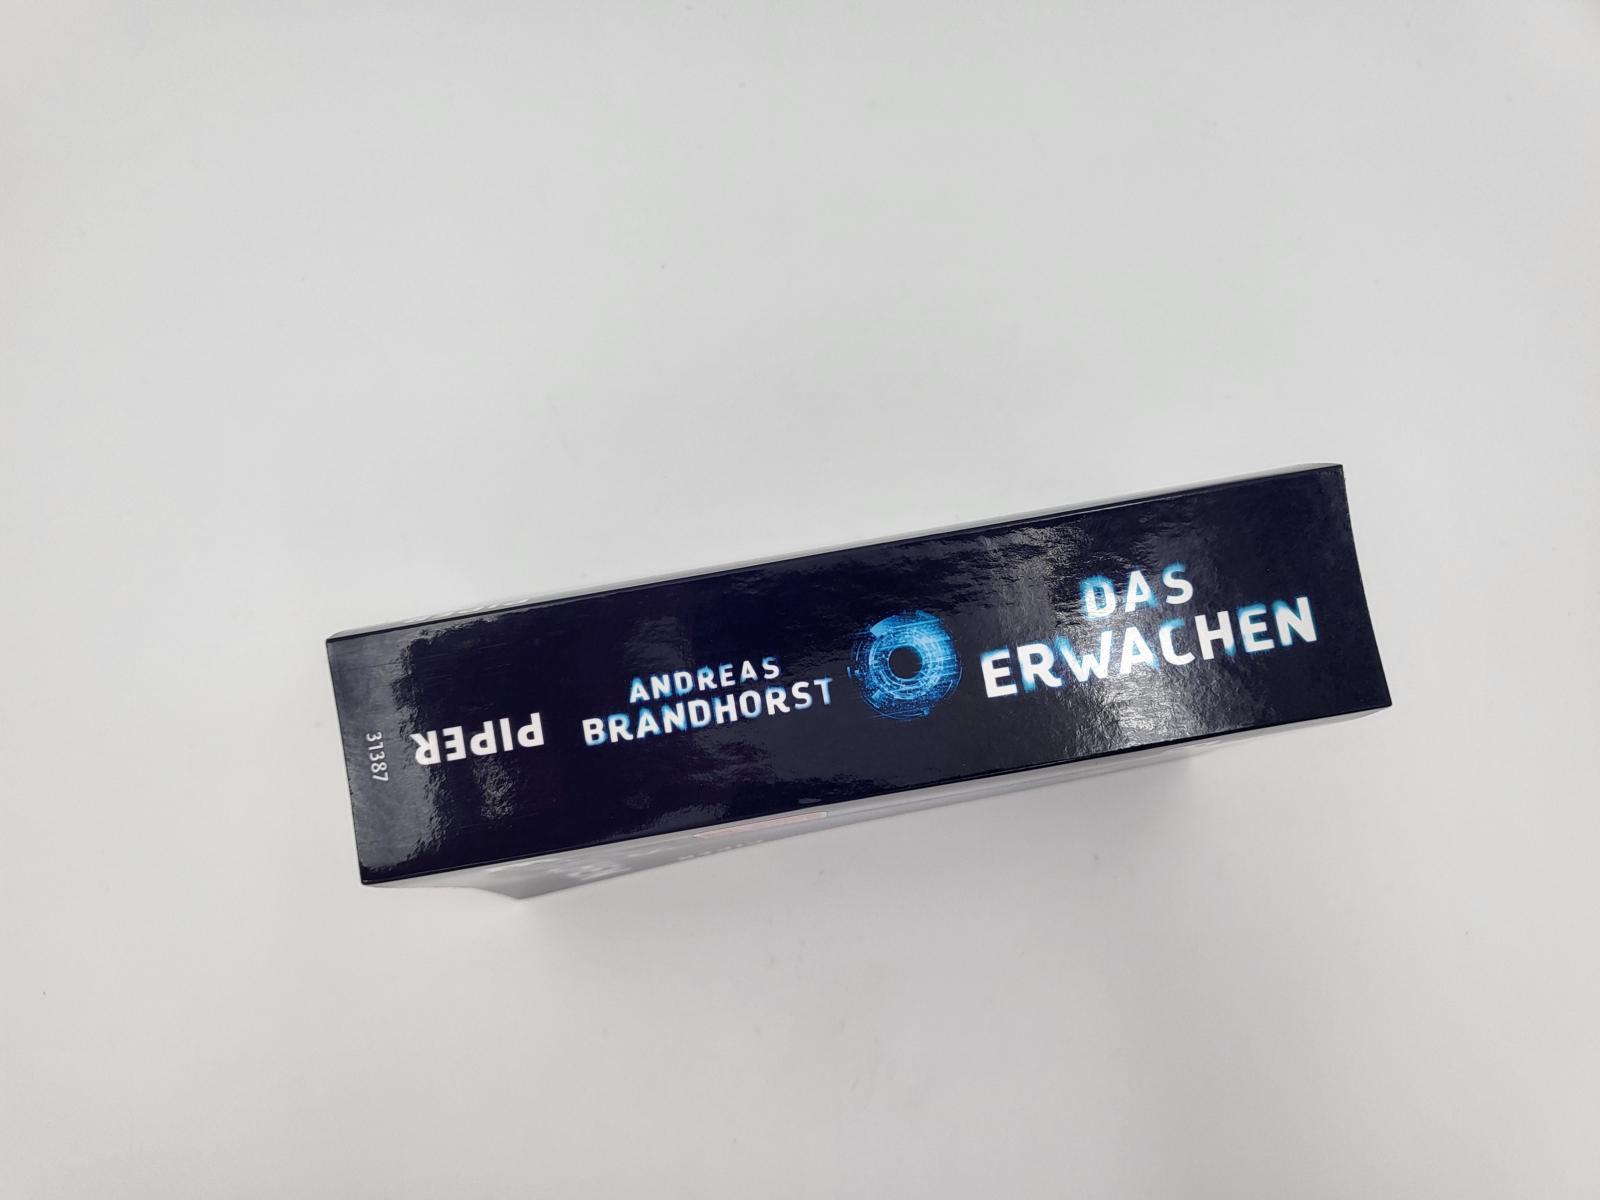 ANDREAS
BRANDHORST
DAS
ERWACHEN
PIPER
31387